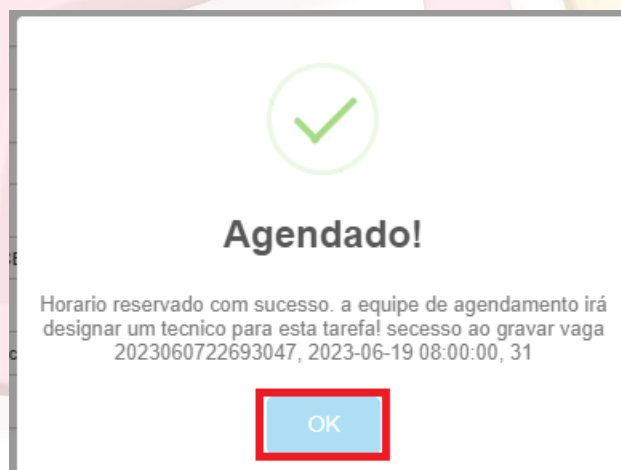 Agendado!
Horario reservado com sucesso. a equipe de agendamento irá
designar um tecnico para esta tarefa! secesso ao gravar vaga
2023060722693047, 2023-06-19 08:00:00, 31
OK